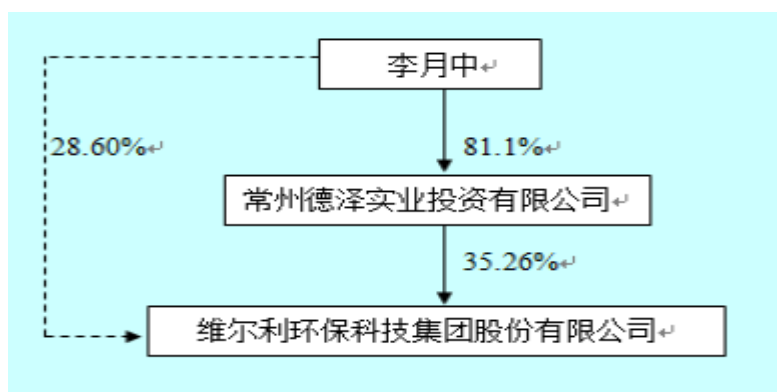 李月中
28.60%
81.1%
常州德泽实业投资有限公司
35.26%
维尔利环保科技集团股份有限公司